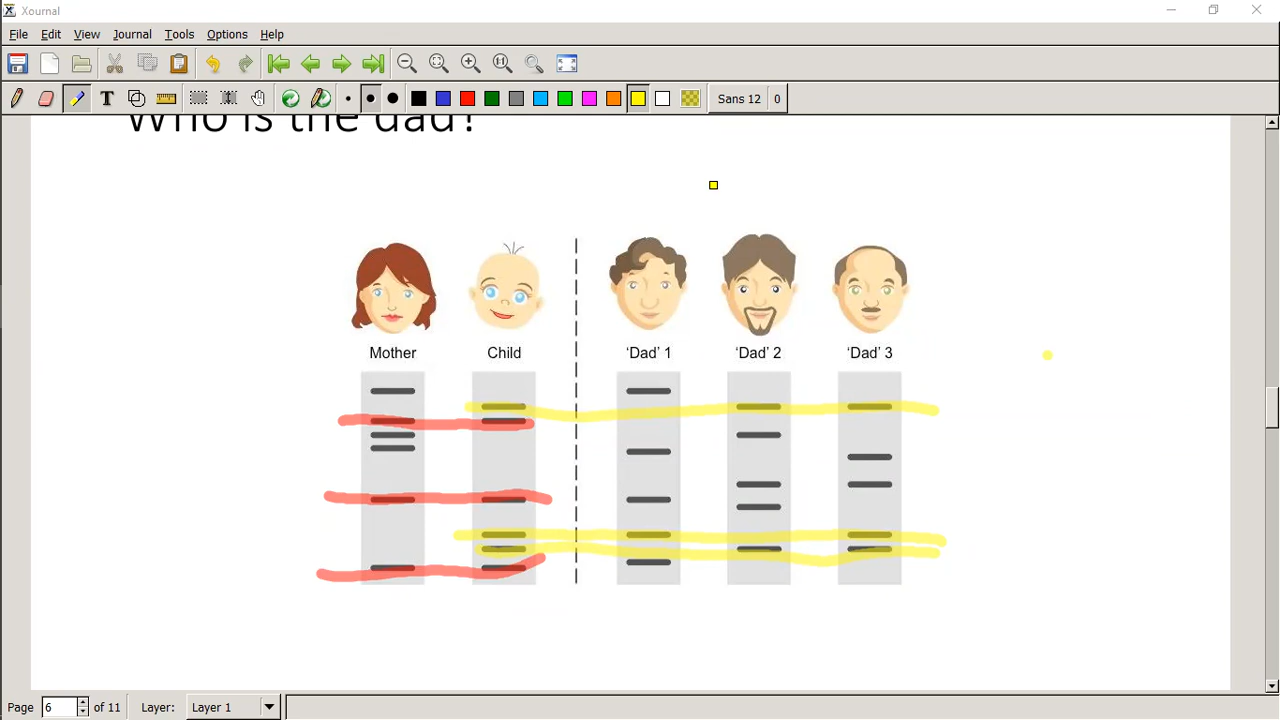 Xournal
File Edit View Journal Tools Options Help
Sans 12 0
Who is the dad?
Mother Child ‘Dad’ 1 ‘Dad’ 2 ‘Dad’ 3
Page 6 of 11 Layer: Layer 1